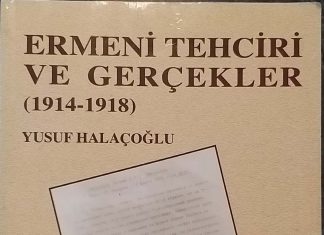 ERMENİ TEHCİRİ
VE GERÇEKLER
(1914-1918)
YUSUF HALAÇOĞLU